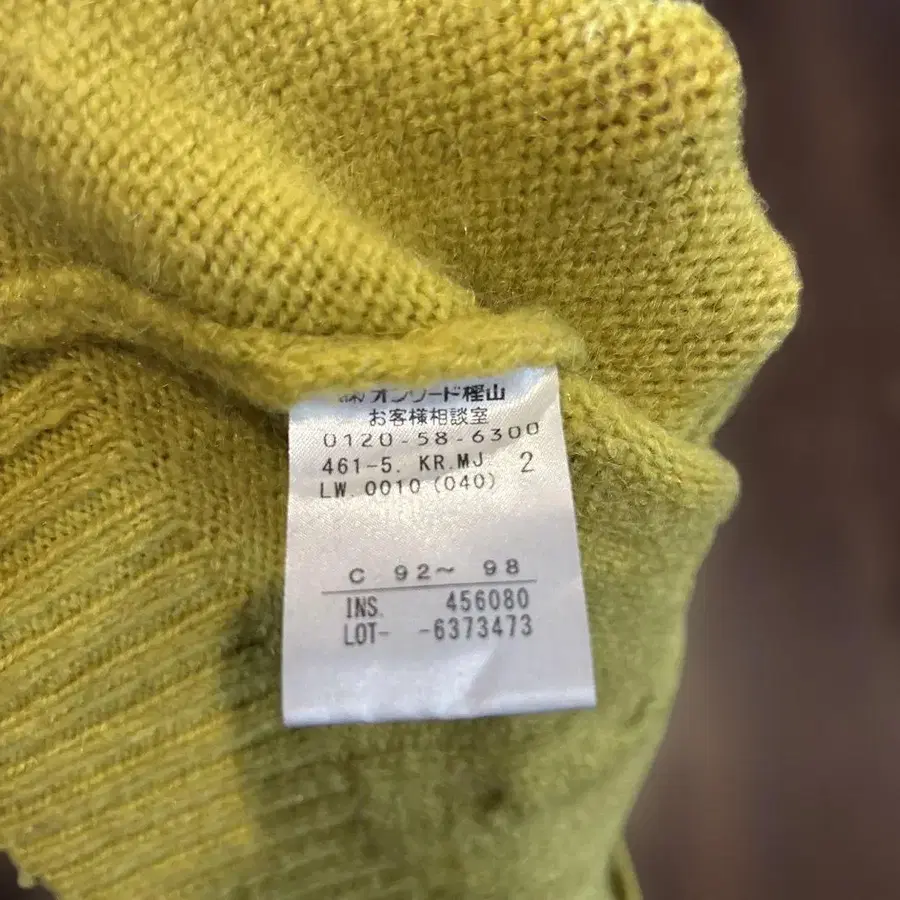 ㈱オンワード樫山
お客様相談室
0120-58-6300
461-5. KR.MJ 2
LW.0010(040)
C 92～ 98
INS. 456080
LOT- -6373473